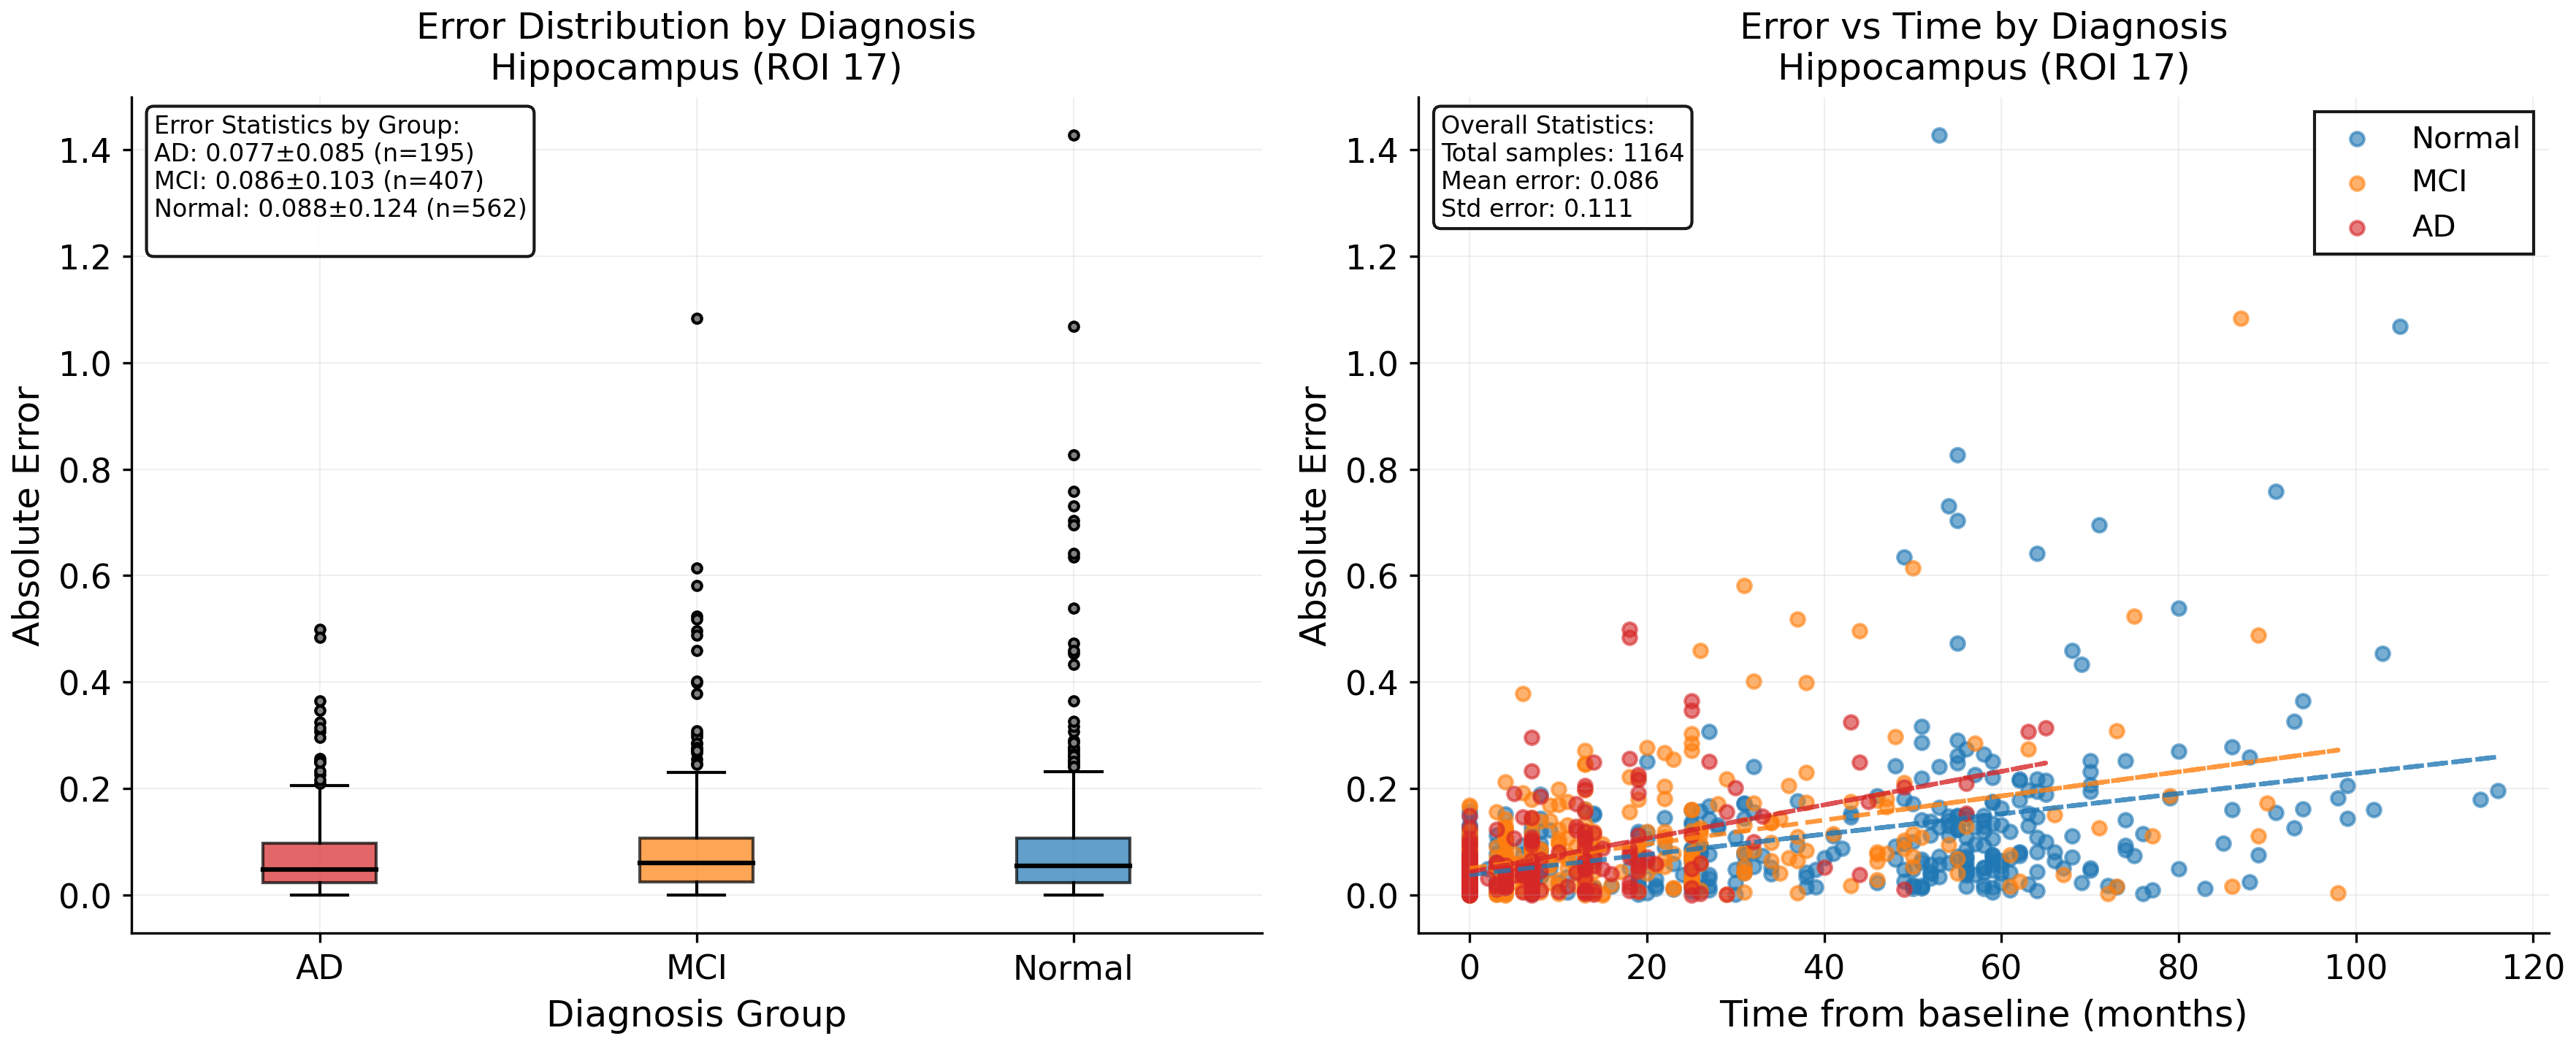 Error Distribution by Diagnosis
Hippocampus (ROI 17)
Error Statistics by Group:
AD: 0.077±0.085 (n=195)
MCI: 0.086±0.103 (n=407)
Normal: 0.088±0.124 (n=562)
Absolute Error
1.4
1.2
1.0
0.8
0.6
0.4
0.2
0.0
AD
MCI
Normal
Diagnosis Group
Error vs Time by Diagnosis
Hippocampus (ROI 17)
Overall Statistics:
Total samples: 1164
Mean error: 0.086
Std error: 0.111
Normal
MCI
AD
Absolute Error
1.4
1.2
1.0
0.8
0.6
0.4
0.2
0.0
0
20
40
60
80
100
120
Time from baseline (months)